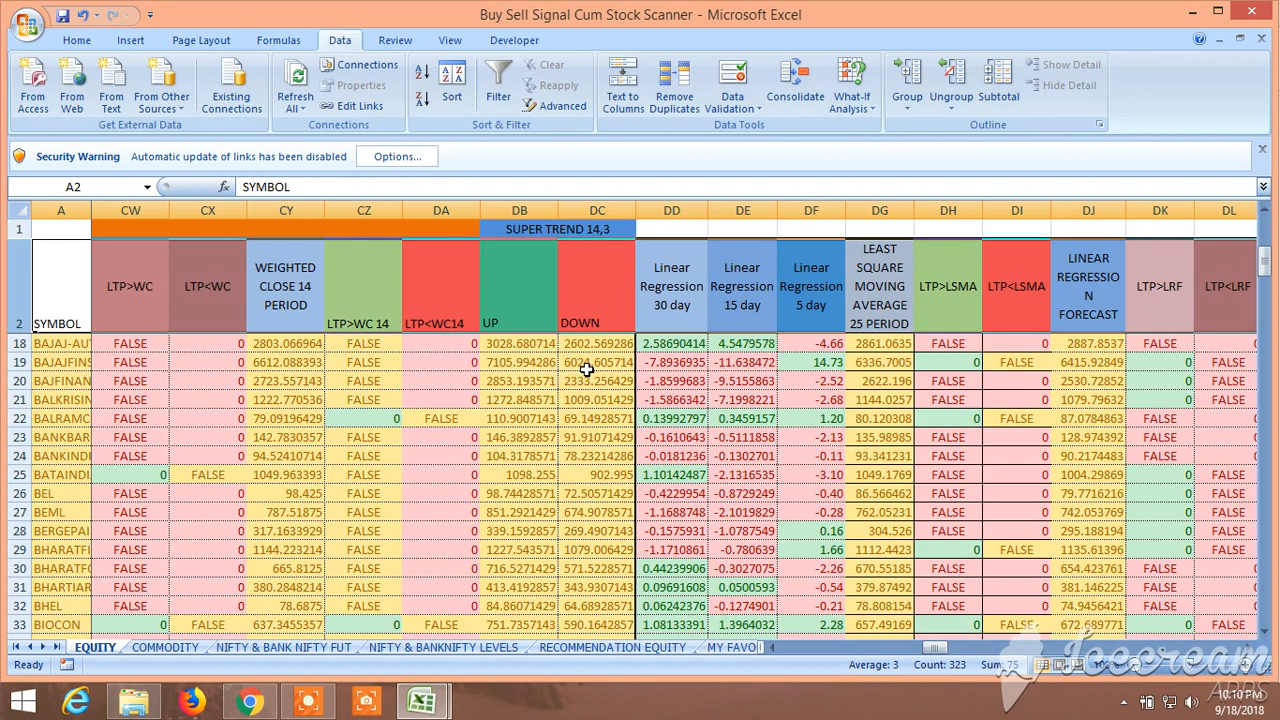 Buy Sell Signal Cum Stock Scanner - Microsoft Excel
Home Insert Page Layout Formulas Data Review View Developer
From Access From Web From Text From Other Sources Existing Connections Refresh All Connections Properties Edit Links Sort Filter Clear Reapply Advanced Text to Columns Remove Duplicates Data Validation Consolidate What-If Analysis Group Ungroup Subtotal Show Detail Hide Detail
Get External Data Connections Sort & Filter Data Tools Outline
Security Warning Automatic update of links has been disabled Options...
A2 fx SYMBOL
A CW CX CY CZ DA DB DC DD DE DF DG DH DI DJ DK DL
1 SUPER TREND 14,3
2 SYMBOL LTP>WC LTP<WC WEIGHTED CLOSE 14 PERIOD LTP>WC 14 LTP<WC14 UP DOWN Linear Regression 30 day Linear Regression 15 day Linear Regression 5 day LEAST SQUARE MOVING AVERAGE 25 PERIOD LTP>LSMA LTP<LSMA LINEAR REGRESSION FORECAST LTP>LRF LTP<LRF
18 BAJAJ-AU FALSE 0 2803.066964 FALSE 0 3028.680714 2602.569286 2.58690414 4.5479578 -4.66 2861.0635 FALSE 0 2887.8537 FALSE 0
19 BAJAJFINS FALSE 0 6612.088393 FALSE 0 7105.994286 -7.8936935 -11.638472 14.73 6336.7005 0 FALSE 6415.92849 0 FALSE
20 BAJFINAN FALSE 0 2723.557143 FALSE 0 2853.193571 2333.256429 -1.8599683 -9.5155863 -2.52 2622.196 FALSE 0 2530.72852 0 FALSE
21 BALKRISIN FALSE 0 1222.770536 FALSE 0 1272.848571 1009.051429 -1.5866342 -7.1998221 -2.68 1144.0257 FALSE 0 1079.79632 0 FALSE
22 BALRAMC FALSE 0 79.09196429 0 FALSE 110.9007143 69.14928571 0.13992797 0.3459157 1.20 80.120308 0 FALSE 87.0784863 FALSE 0
23 BANKBAR FALSE 0 142.7830357 FALSE 0 146.3892857 91.91071429 -0.1610643 -0.5111858 -2.13 135.98985 FALSE 0 128.974392 FALSE 0
24 BANKINDI FALSE 0 94.52410714 FALSE 0 104.3178571 78.23214286 -0.0181236 -0.1302701 -0.11 93.341231 FALSE 0 90.2174483 FALSE 0
25 BATAINDI 0 FALSE 1049.963393 FALSE 0 1098.255 902.995 1.10142487 -2.1316535 -3.10 1049.1769 FALSE 0 1004.29869 0 FALSE
26 BEL FALSE 0 98.425 FALSE 0 98.74428571 72.50571429 -0.4229954 -0.8729249 -0.40 86.566462 FALSE 0 79.7716216 0 FALSE
27 BEML FALSE 0 787.51875 FALSE 0 851.2921429 674.9078571 -1.1688748 -2.1019829 -0.28 762.05231 FALSE 0 742.053769 0 FALSE
28 BERGEPAI FALSE 0 317.1633929 FALSE 0 339.1592857 269.4907143 -0.1575931 -1.0787549 0.16 304.526 FALSE 0 295.188194 0 FALSE
29 BHARATFI FALSE 0 1144.223214 FALSE 0 1227.543571 1079.006429 -1.1710861 -0.780639 1.66 1112.4423 0 FALSE 1135.61396 0 FALSE
30 BHARATFO FALSE 0 665.8125 FALSE 0 716.5271429 571.5228571 0.44239906 -0.3027705 -2.26 670.55185 FALSE 0 654.423761 0 FALSE
31 BHARTIAR FALSE 0 380.2848214 FALSE 0 413.4192857 343.9307143 0.09691608 0.0500593 -0.54 379.87492 FALSE 0 381.146225 FALSE 0
32 BHEL FALSE 0 78.6875 FALSE 0 84.86071429 64.68928571 0.06242376 -0.1274901 -0.21 78.808154 FALSE 0 74.9456421 FALSE 0
33 BIOCON 0 FALSE 637.3455357 0 FALSE 751.7357143 590.1642857 1.08133391 1.3964032 2.28 657.49169 0 FALSE 0 FALSE
EQUITY COMMODITY NIFTY & BANK NIFTY FUT NIFTY & BANKNIFTY LEVELS RECOMMENDATION EQUITY MY FAVO
Ready Average: 3 Count: 323 Sum: 75 100%
Icecream
APPS
10:10 PM
9/18/2018